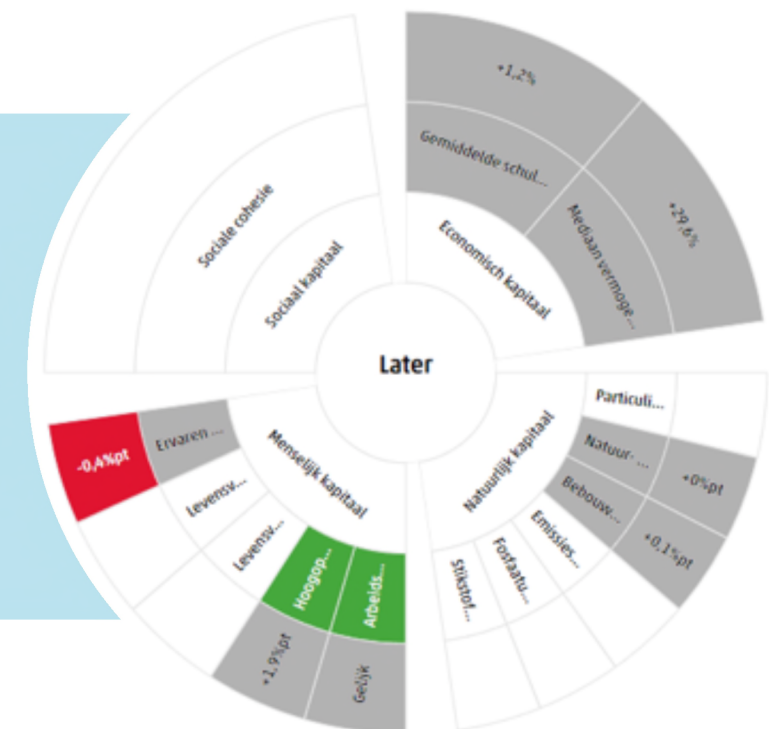 Later
Economisch kapitaal
Gemiddelde schul...
+1,2%
Mediaan vermoge...
+29,6%
Natuurlijk kapitaal
Particuli...
Natuur- ...
+0%pt
Bebouw...
+0,1%pt
Emissies...
Fosfaatu...
Stikstof...
Menselijk kapitaal
Arbeids...
Gelijk
Hoogop...
+1,9%pt
Levensv...
Levensv...
Ervaren ...
-0,4%pt
Sociaal kapitaal
Sociale cohesie